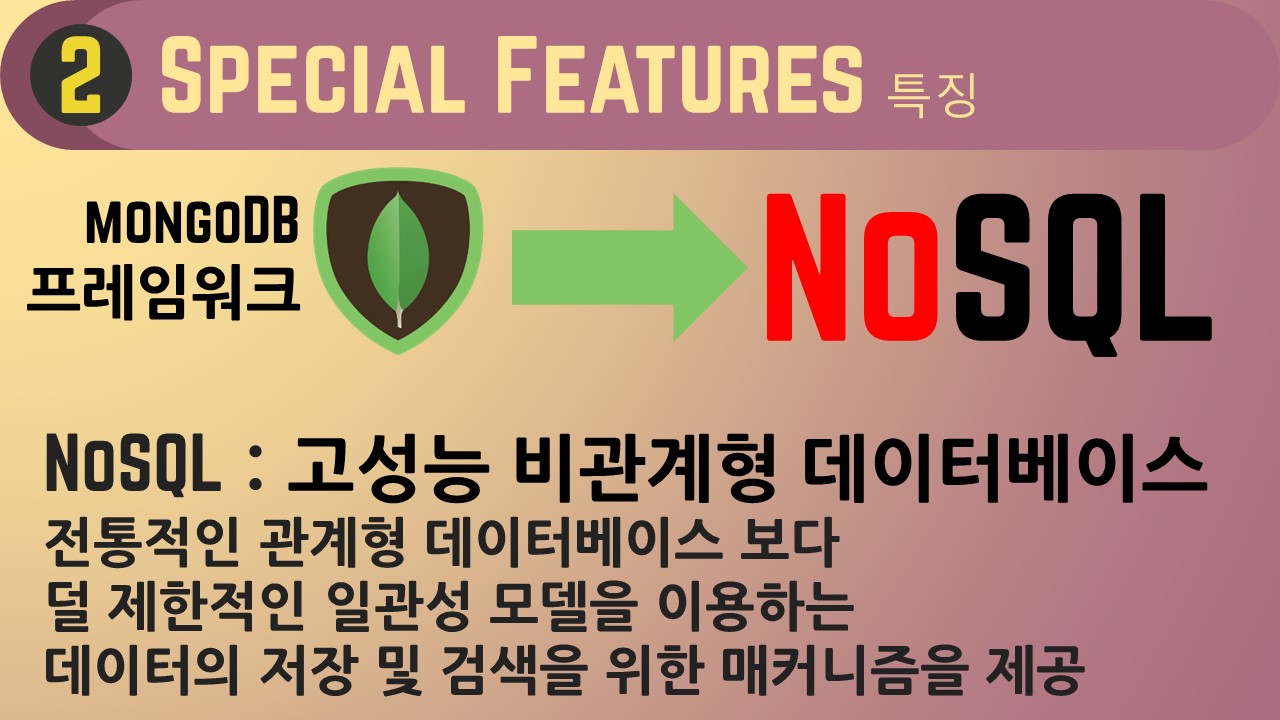 2 Special Features 특징
mongoDB
프레임워크
NoSQL
NoSQL : 고성능 비관계형 데이터베이스
전통적인 관계형 데이터베이스 보다
덜 제한적인 일관성 모델을 이용하는
데이터의 저장 및 검색을 위한 매커니즘을 제공